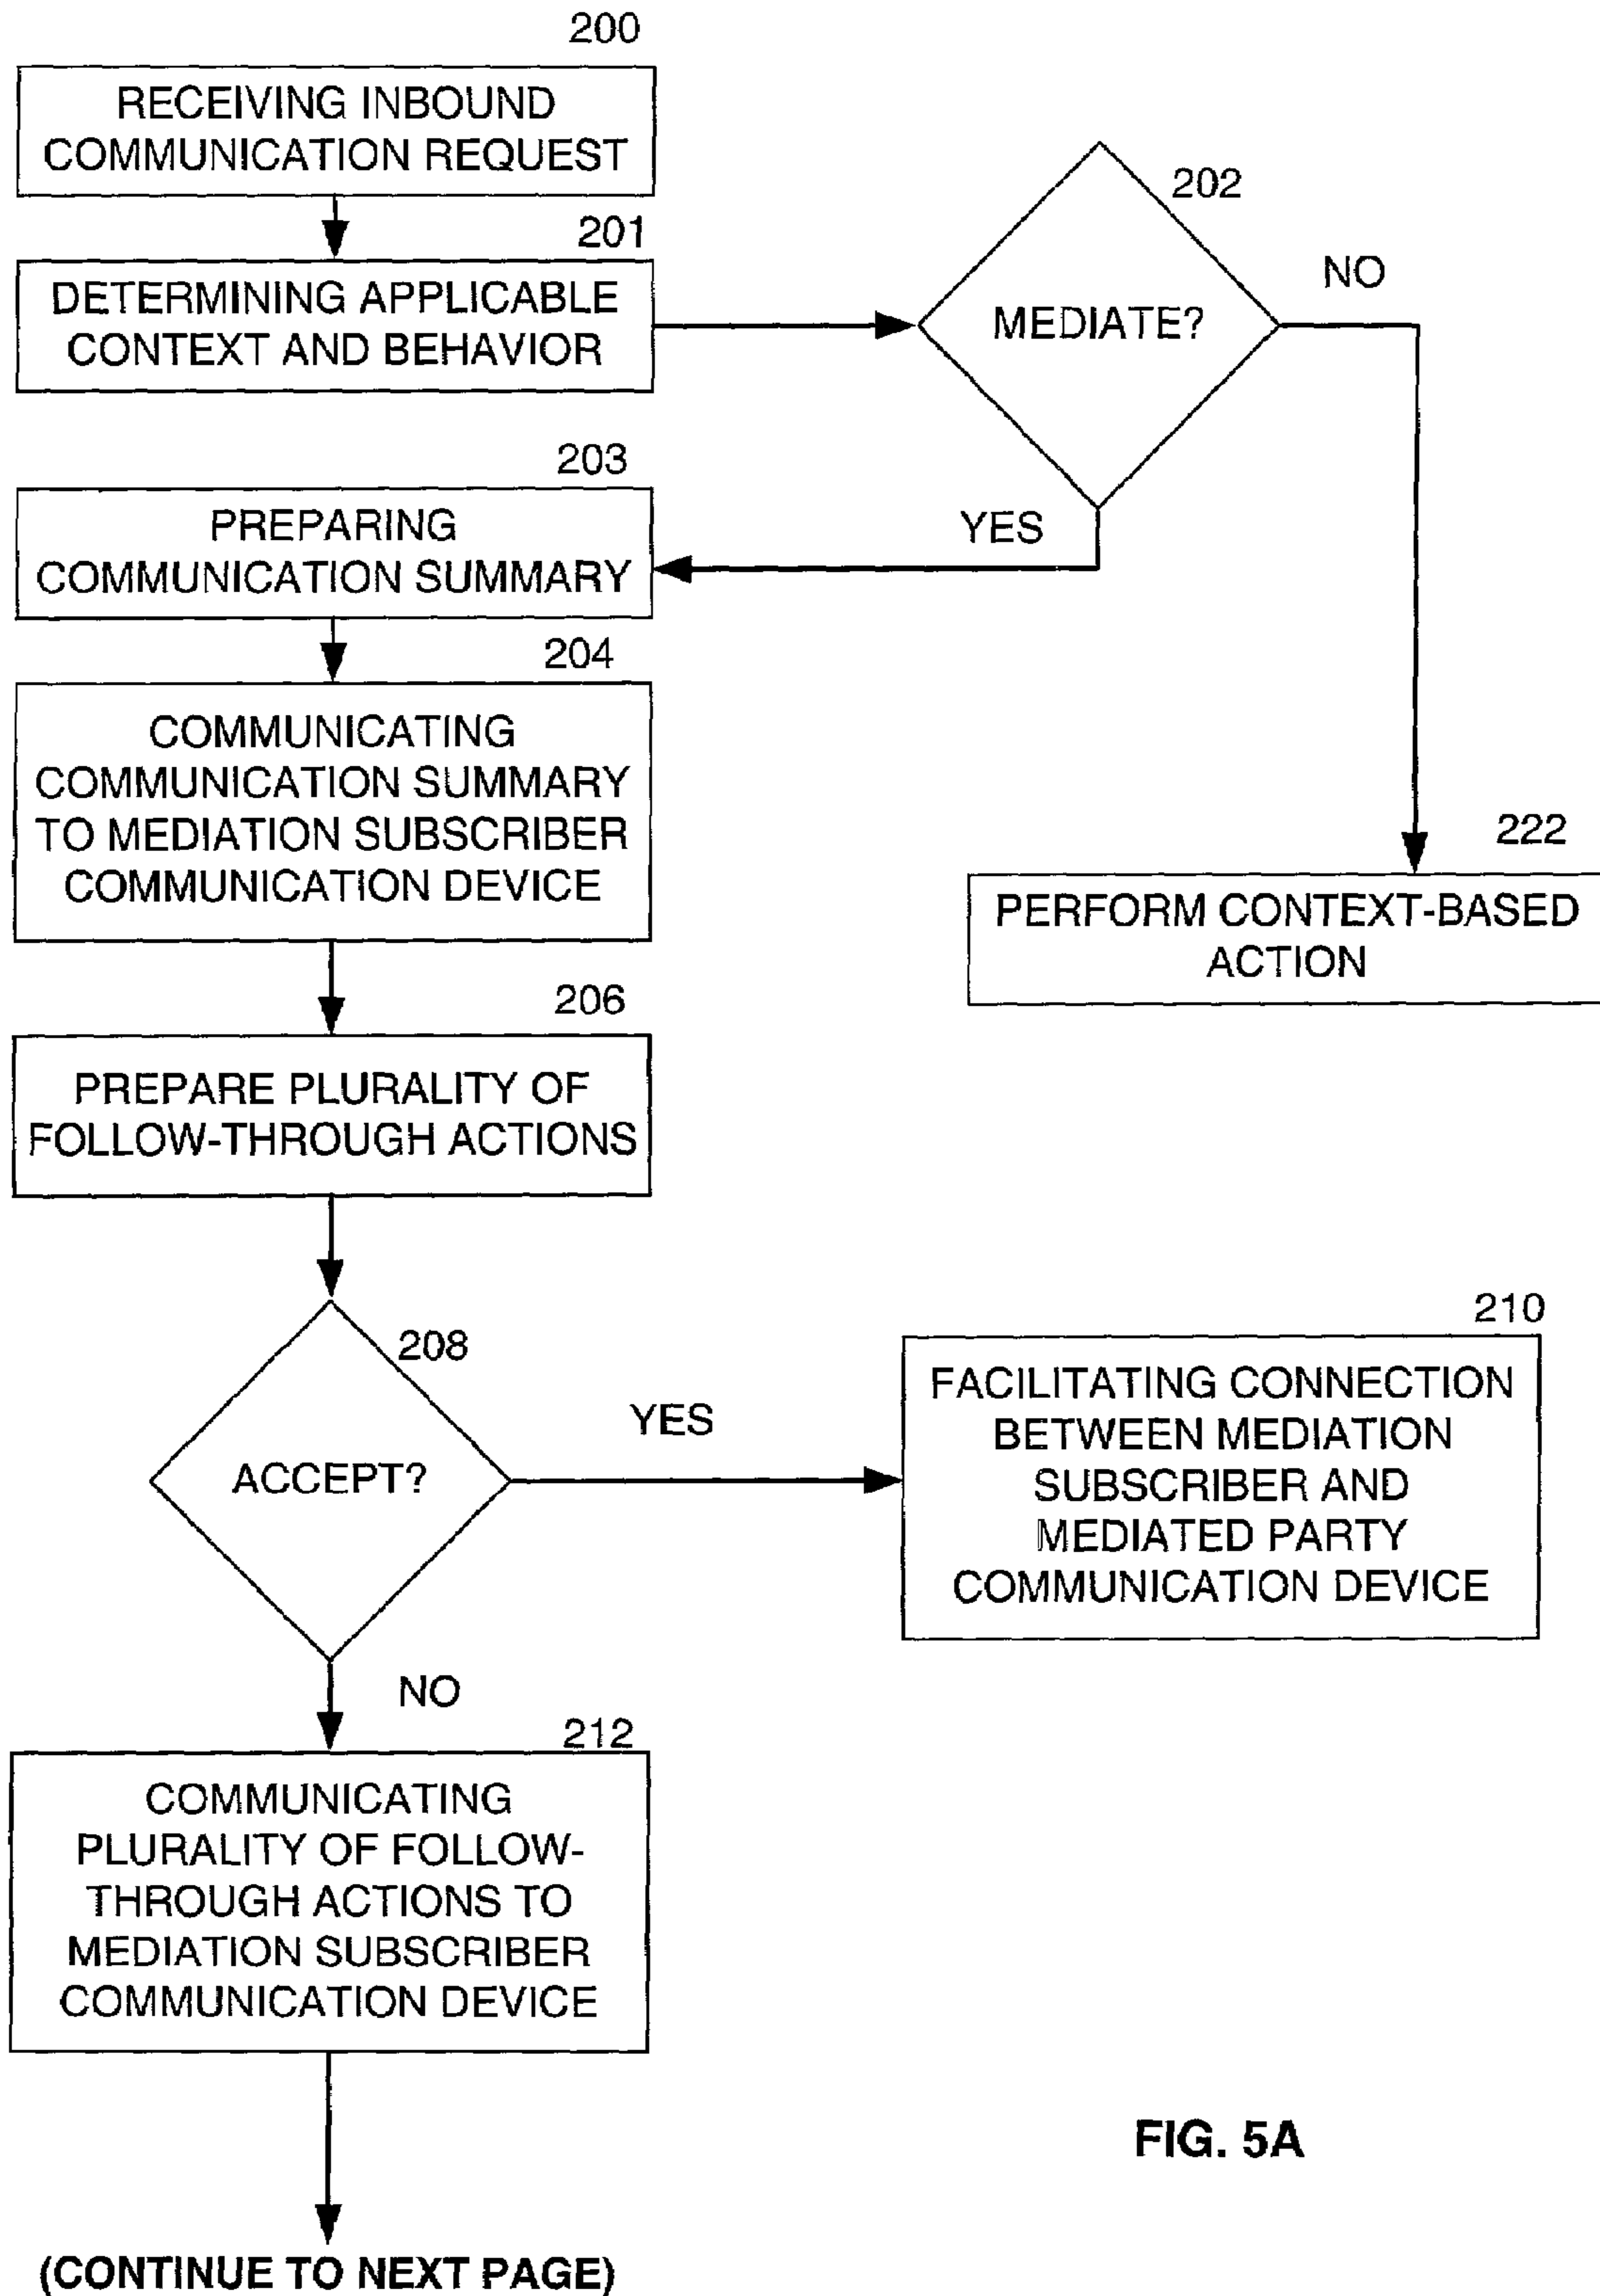 200
RECEIVING INBOUND
COMMUNICATION REQUEST
201
DETERMINING APPLICABLE
CONTEXT AND BEHAVIOR
202
MEDIATE?
NO
YES
203
PREPARING
COMMUNICATION SUMMARY
204
COMMUNICATING
COMMUNICATION SUMMARY
TO MEDIATION SUBSCRIBER
COMMUNICATION DEVICE
222
PERFORM CONTEXT-BASED
ACTION
206
PREPARE PLURALITY OF
FOLLOW-THROUGH ACTIONS
208
ACCEPT?
YES
210
FACILITATING CONNECTION
BETWEEN MEDIATION
SUBSCRIBER AND
MEDIATED PARTY
COMMUNICATION DEVICE
NO
212
COMMUNICATING
PLURALITY OF FOLLOW-
THROUGH ACTIONS TO
MEDIATION SUBSCRIBER
COMMUNICATION DEVICE
FIG. 5A
(CONTINUE TO NEXT PAGE)